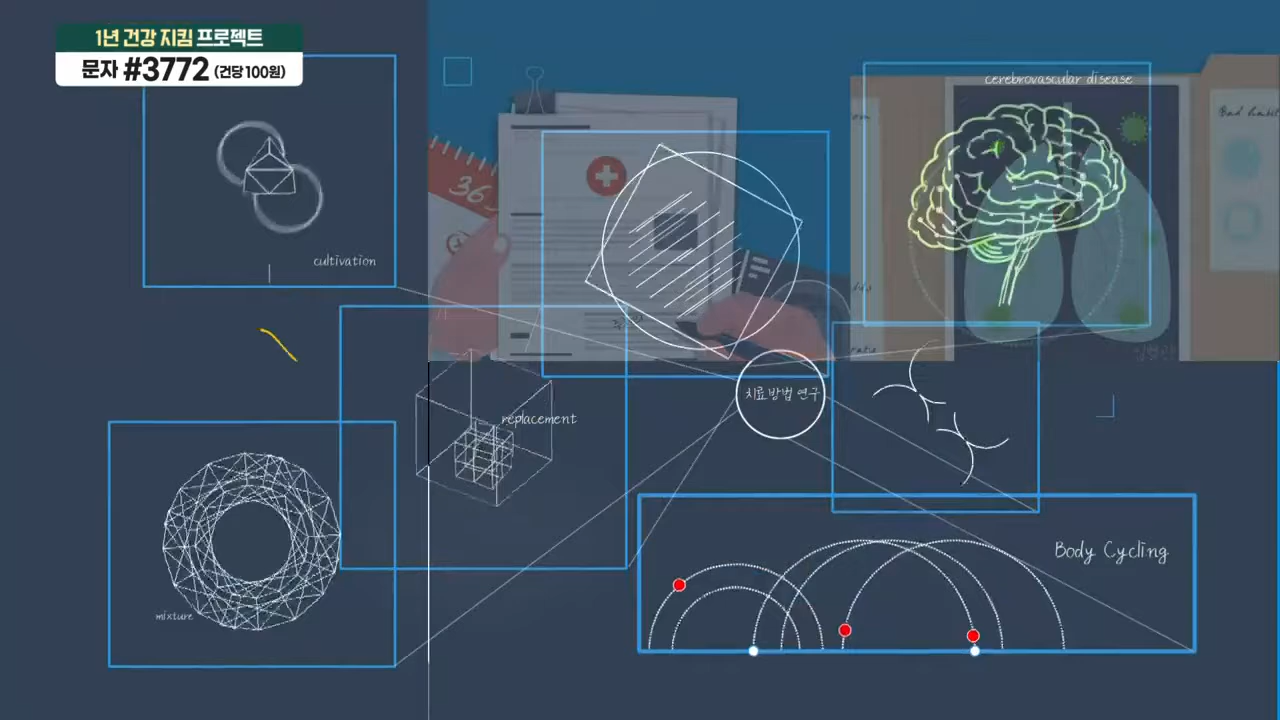 1년 건강 지킴 프로젝트
문자 #3772 (건당 100원)
cerebrovascular disease
Bad habit
36
cultivation
치료방법 연구
replacement
Body Cycling
mixture